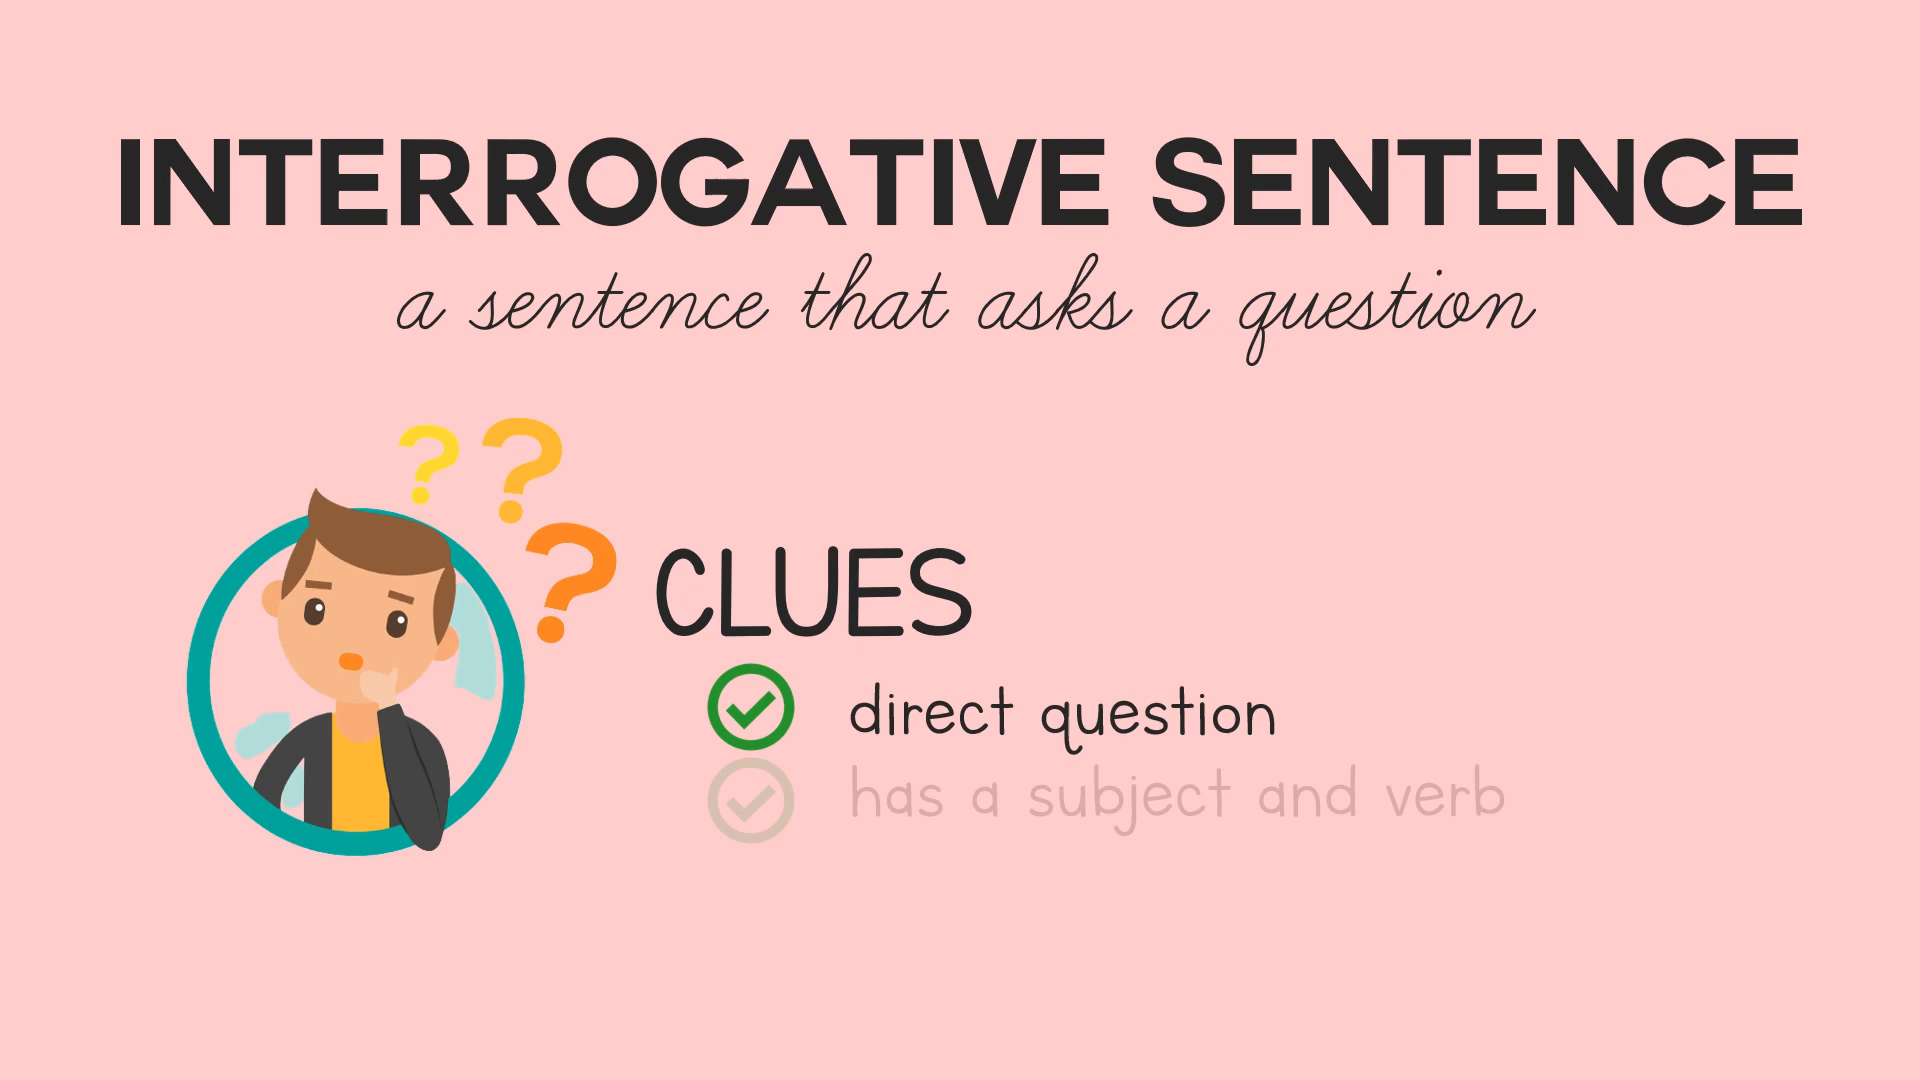 INTERROGATIVE SENTENCE
a sentence that asks a question
? ?
?
CLUES
direct question
has a subject and verb